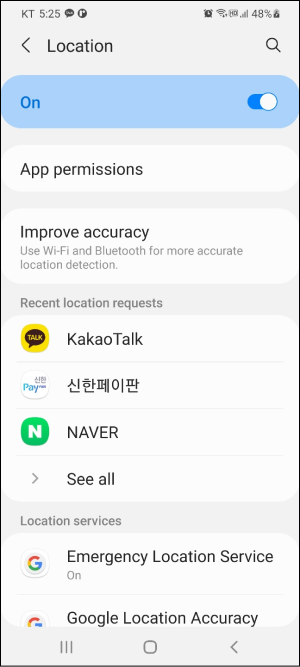 KT 5:25 48%
Location
On
App permissions
Improve accuracy
Use Wi-Fi and Bluetooth for more accurate
location detection.
Recent location requests
TALK
KakaoTalk
신한
Pay
신한페이판
N
NAVER
See all
Location services
G
Emergency Location Service
On
G
Google Location Accuracy